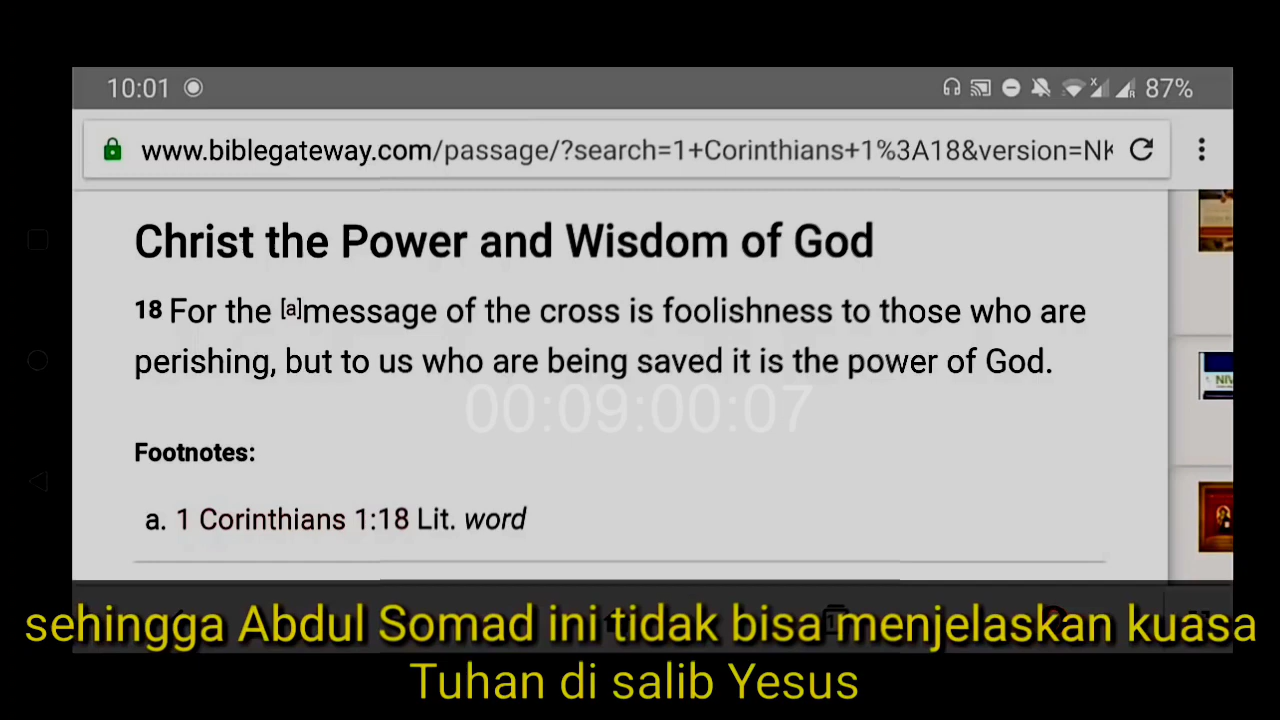 10:01 87%
www.biblegateway.com/passage/?search=1+Corinthians+1%3A18&version=NK
Christ the Power and Wisdom of God
18 For the [a]message of the cross is foolishness to those who are
perishing, but to us who are being saved it is the power of God.
00:09:00:07
Footnotes:
a. 1 Corinthians 1:18 Lit. word
sehingga Abdul Somad ini tidak bisa menjelaskan kuasa
Tuhan di salib Yesus